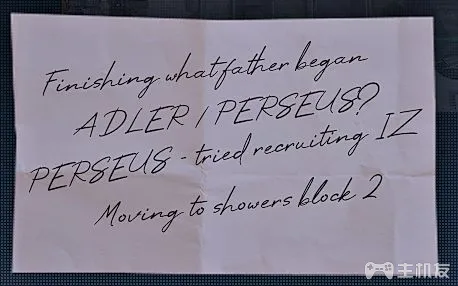 Finishing what father began
ADLER / PERSEUS?
PERSEUS - tried recruiting IZ
Moving to showers block 2
主机友